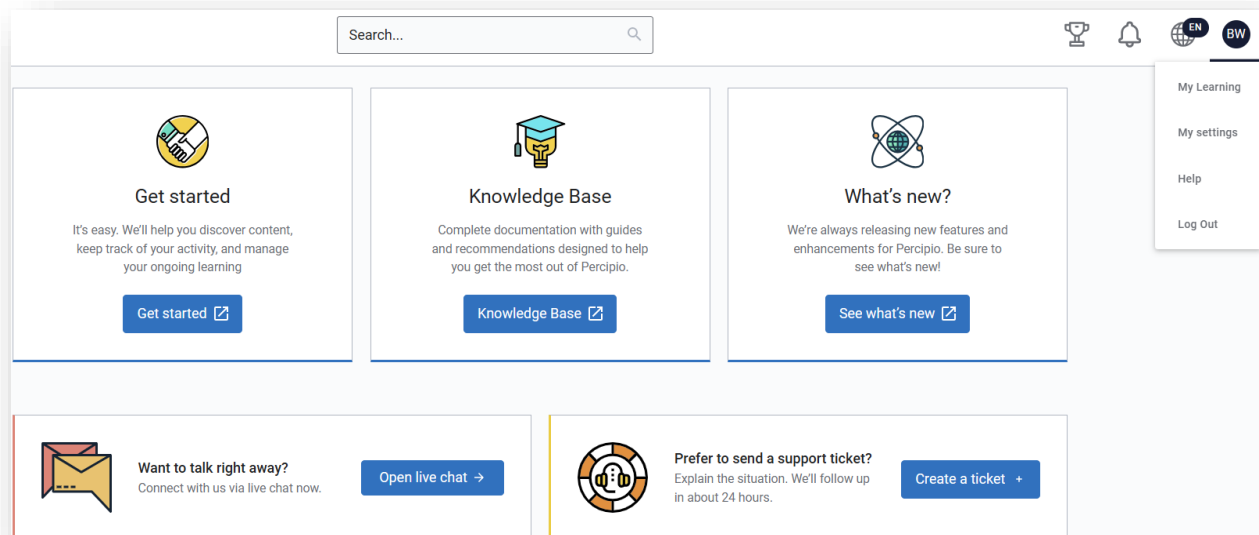 Search...
EN
BW
My Learning
My settings
Help
Log Out
Get started
It's easy. We'll help you discover content,
keep track of your activity, and manage
your ongoing learning
Get started
Knowledge Base
Complete documentation with guides
and recommendations designed to help
you get the most out of Percipio.
Knowledge Base
What's new?
We're always releasing new features and
enhancements for Percipio. Be sure to
see what's new!
See what's new
Want to talk right away?
Connect with us via live chat now.
Open live chat →
Prefer to send a support ticket?
Explain the situation. We'll follow up
in about 24 hours.
Create a ticket +